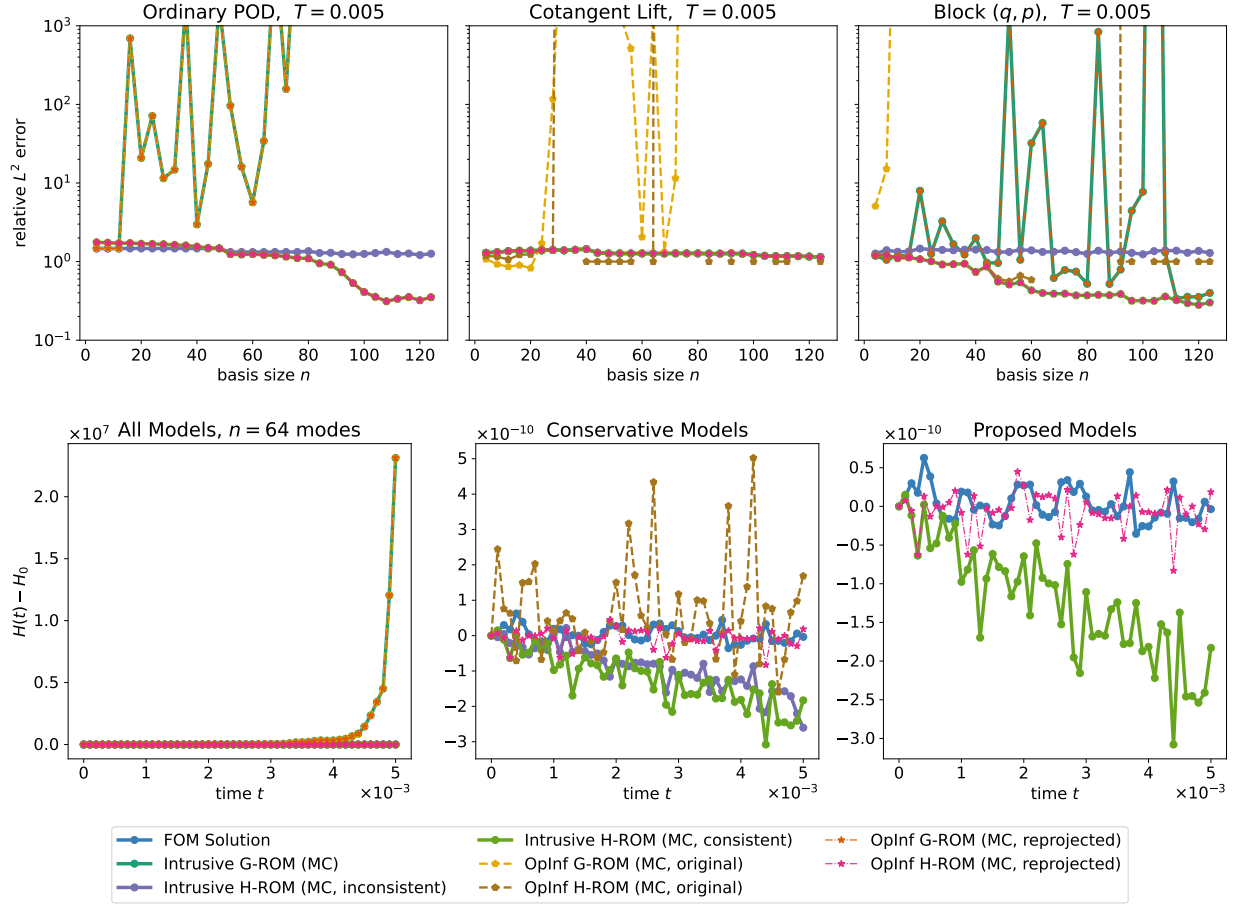 Ordinary POD, T = 0.005
Cotangent Lift, T = 0.005
Block (q, p), T = 0.005
relative L² error
10³
10²
10¹
10⁰
10⁻¹
0 20 40 60 80 100 120
0 20 40 60 80 100 120
0 20 40 60 80 100 120
basis size n
basis size n
basis size n
×10⁷
All Models, n = 64 modes
×10⁻¹⁰
Conservative Models
×10⁻¹⁰
Proposed Models
H(t) − H₀
2.0
1.5
1.0
0.5
0.0
5
4
3
2
1
0
−1
−2
−3
0.5
0.0
−0.5
−1.0
−1.5
−2.0
−2.5
−3.0
0 1 2 3 4 5
0 1 2 3 4 5
0 1 2 3 4 5
time t
×10⁻³
time t
×10⁻³
time t
×10⁻³
FOM Solution
Intrusive G-ROM (MC)
Intrusive H-ROM (MC, inconsistent)
Intrusive H-ROM (MC, consistent)
OpInf G-ROM (MC, original)
OpInf H-ROM (MC, original)
OpInf G-ROM (MC, reprojected)
OpInf H-ROM (MC, reprojected)